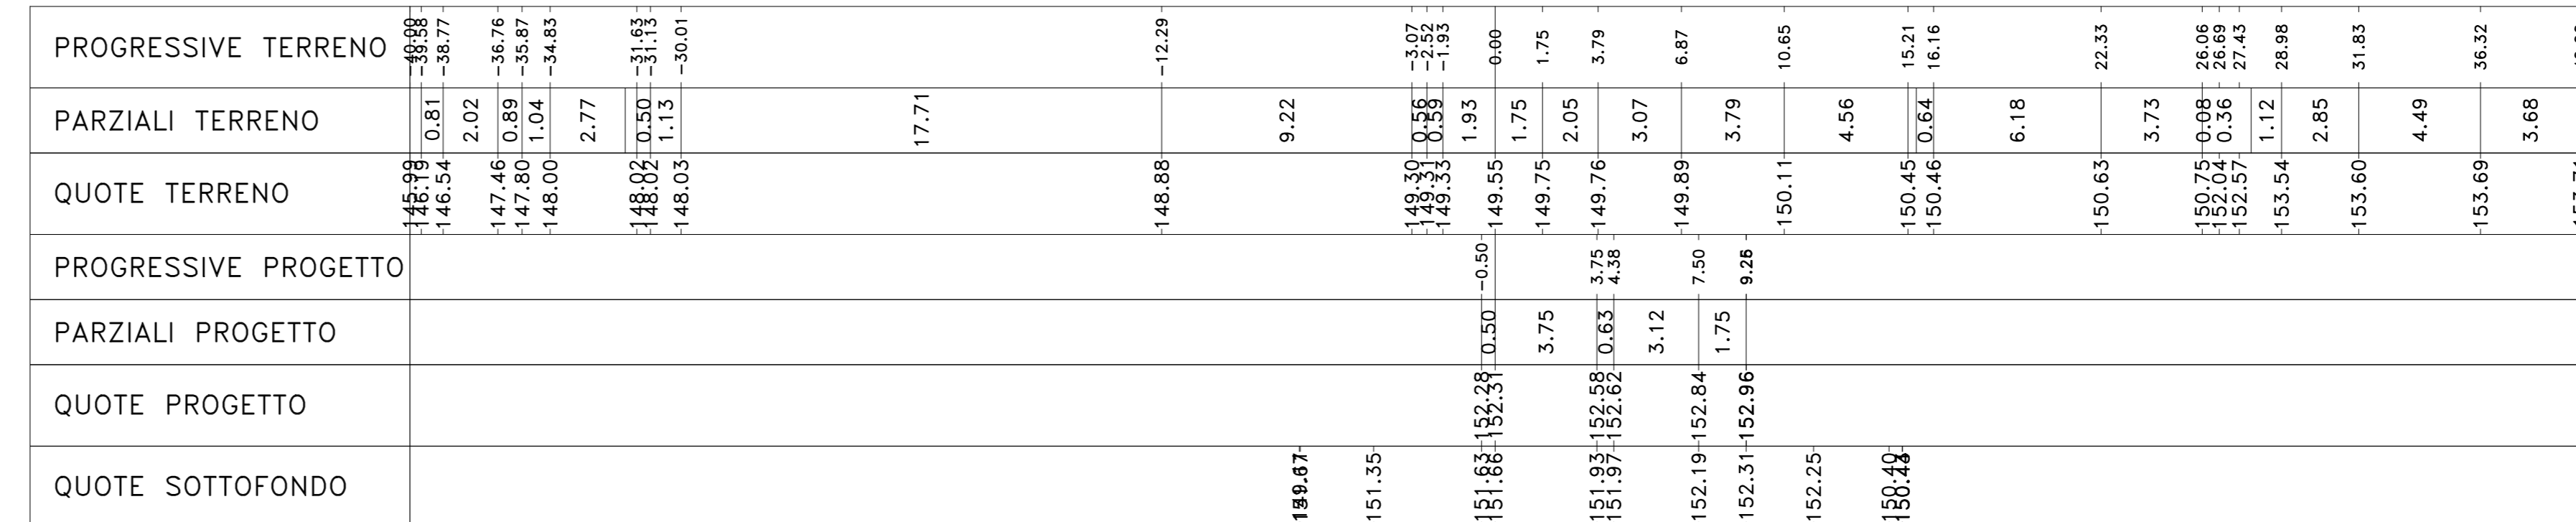 PROGRESSIVE TERRENO -40.00 -39.58 -38.77 -36.76 -35.87 -34.83 -31.63 -31.13 -30.01 -12.29 -3.07 -2.52 -1.93 0.00 1.75 3.79 6.87 10.65 15.21 16.16 22.33 26.06 26.69 27.43 28.98 31.83 36.32
PARZIALI TERRENO 0.81 2.02 0.89 1.04 2.77 0.50 1.13 17.71 9.22 0.56 0.59 1.93 1.75 2.05 3.07 3.79 4.56 0.64 6.18 3.73 0.08 0.36 1.12 2.85 4.49 3.68
QUOTE TERRENO 145.99 146.19 146.54 147.46 147.80 148.00 148.02 148.02 148.03 148.88 149.30 149.31 149.33 149.55 149.75 149.76 149.89 150.11 150.45 150.46 150.63 150.75 152.04 152.57 153.54 153.60 153.69
PROGRESSIVE PROGETTO -0.50 3.75 4.38 7.50
PARZIALI PROGETTO 0.50 3.75 0.63 3.12 1.75
QUOTE PROGETTO 152.28 152.31 152.58 152.62 152.84 152.96
QUOTE SOTTOFONDO 151.35 151.63 151.66 151.93 151.97 152.19 152.31 152.25 150.40